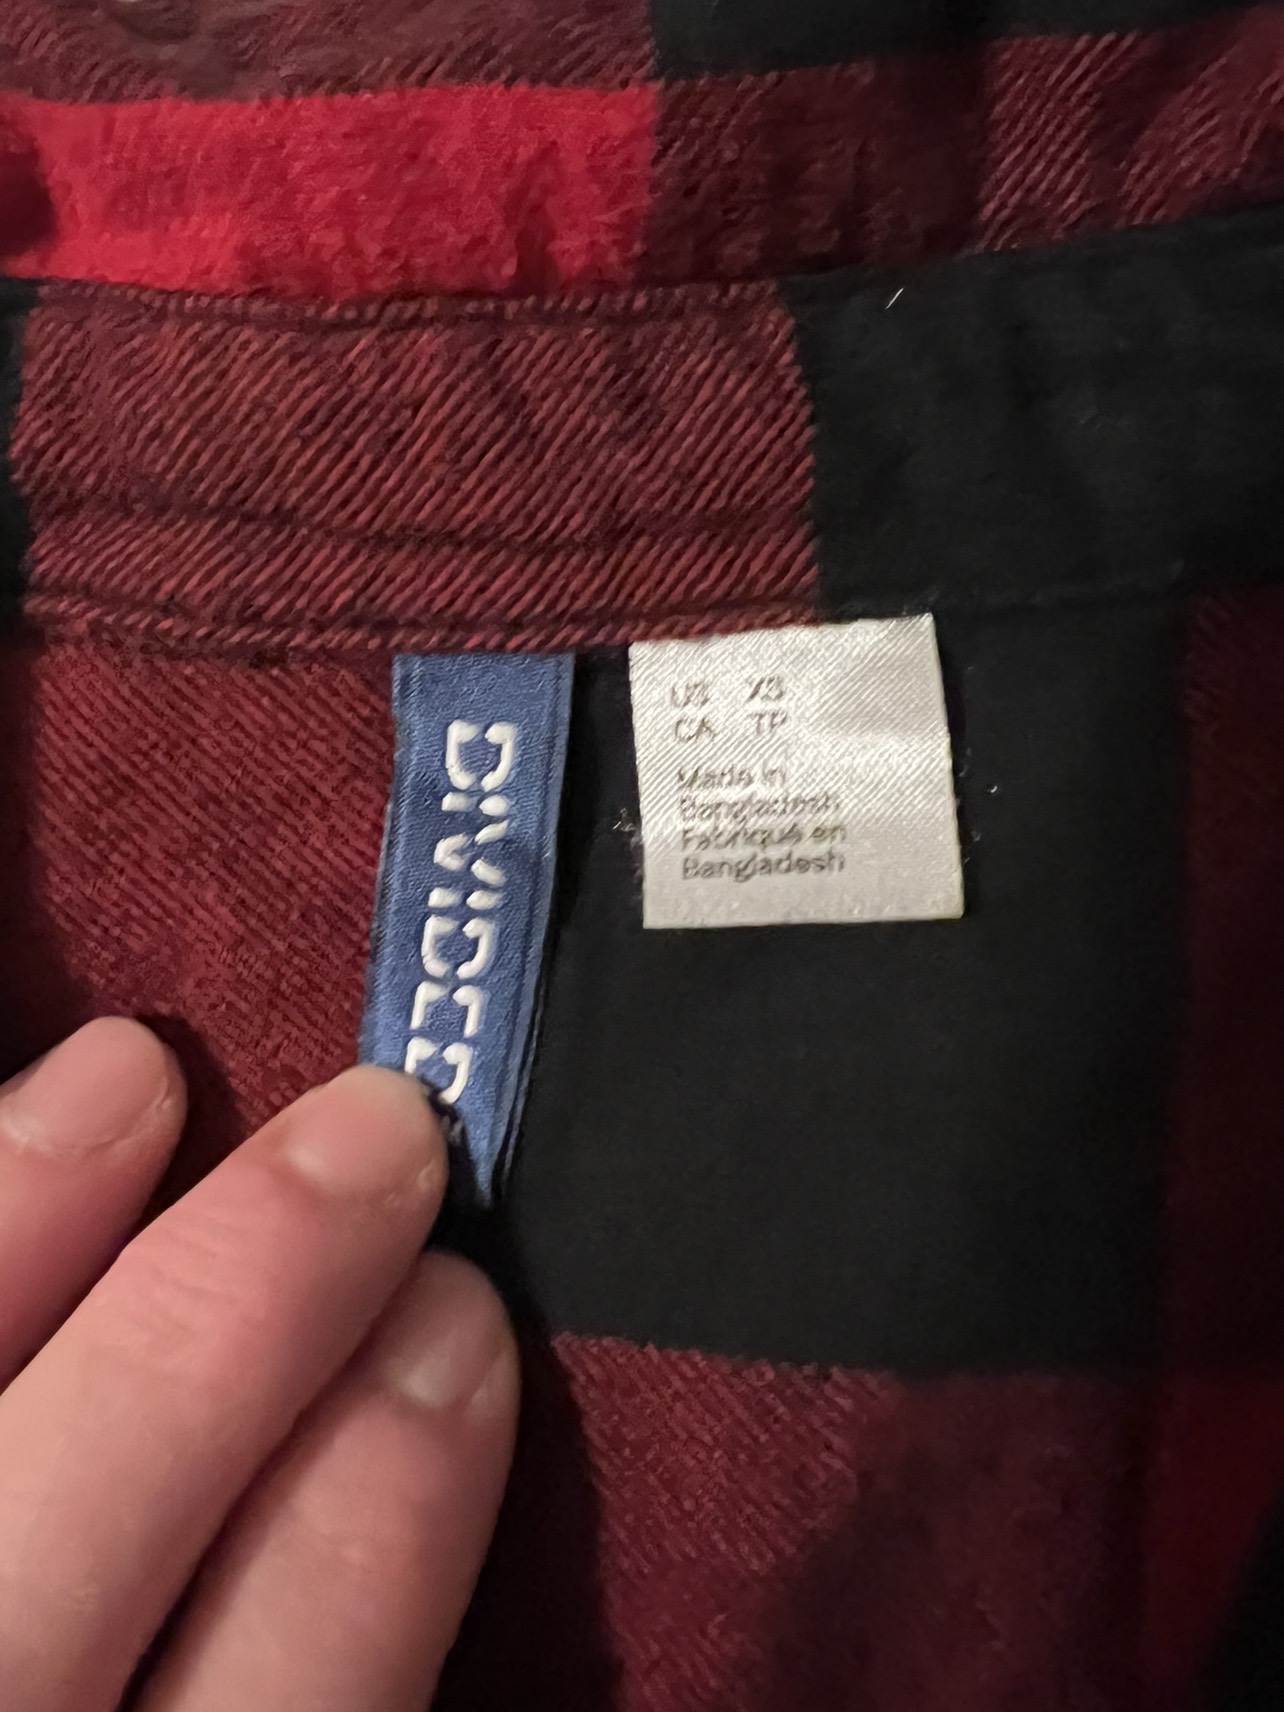 DIVIDED
US XS
CA TP
Made in
Bangladesh
Fabriqué en
Bangladesh